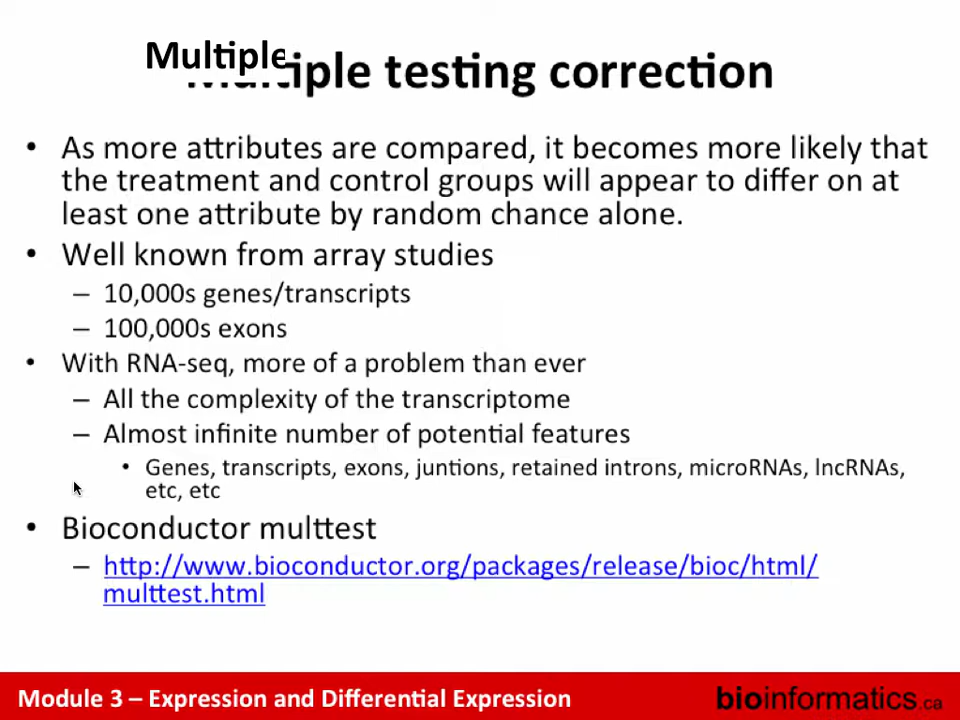 Multiple
Multiple testing correction
• As more attributes are compared, it becomes more likely that
the treatment and control groups will appear to differ on at
least one attribute by random chance alone.
• Well known from array studies
– 10,000s genes/transcripts
– 100,000s exons
• With RNA-seq, more of a problem than ever
– All the complexity of the transcriptome
– Almost infinite number of potential features
• Genes, transcripts, exons, juntions, retained introns, microRNAs, lncRNAs,
etc, etc
• Bioconductor multtest
– http://www.bioconductor.org/packages/release/bioc/html/
multtest.html
Module 3 – Expression and Differential Expression
bioinformatics.ca